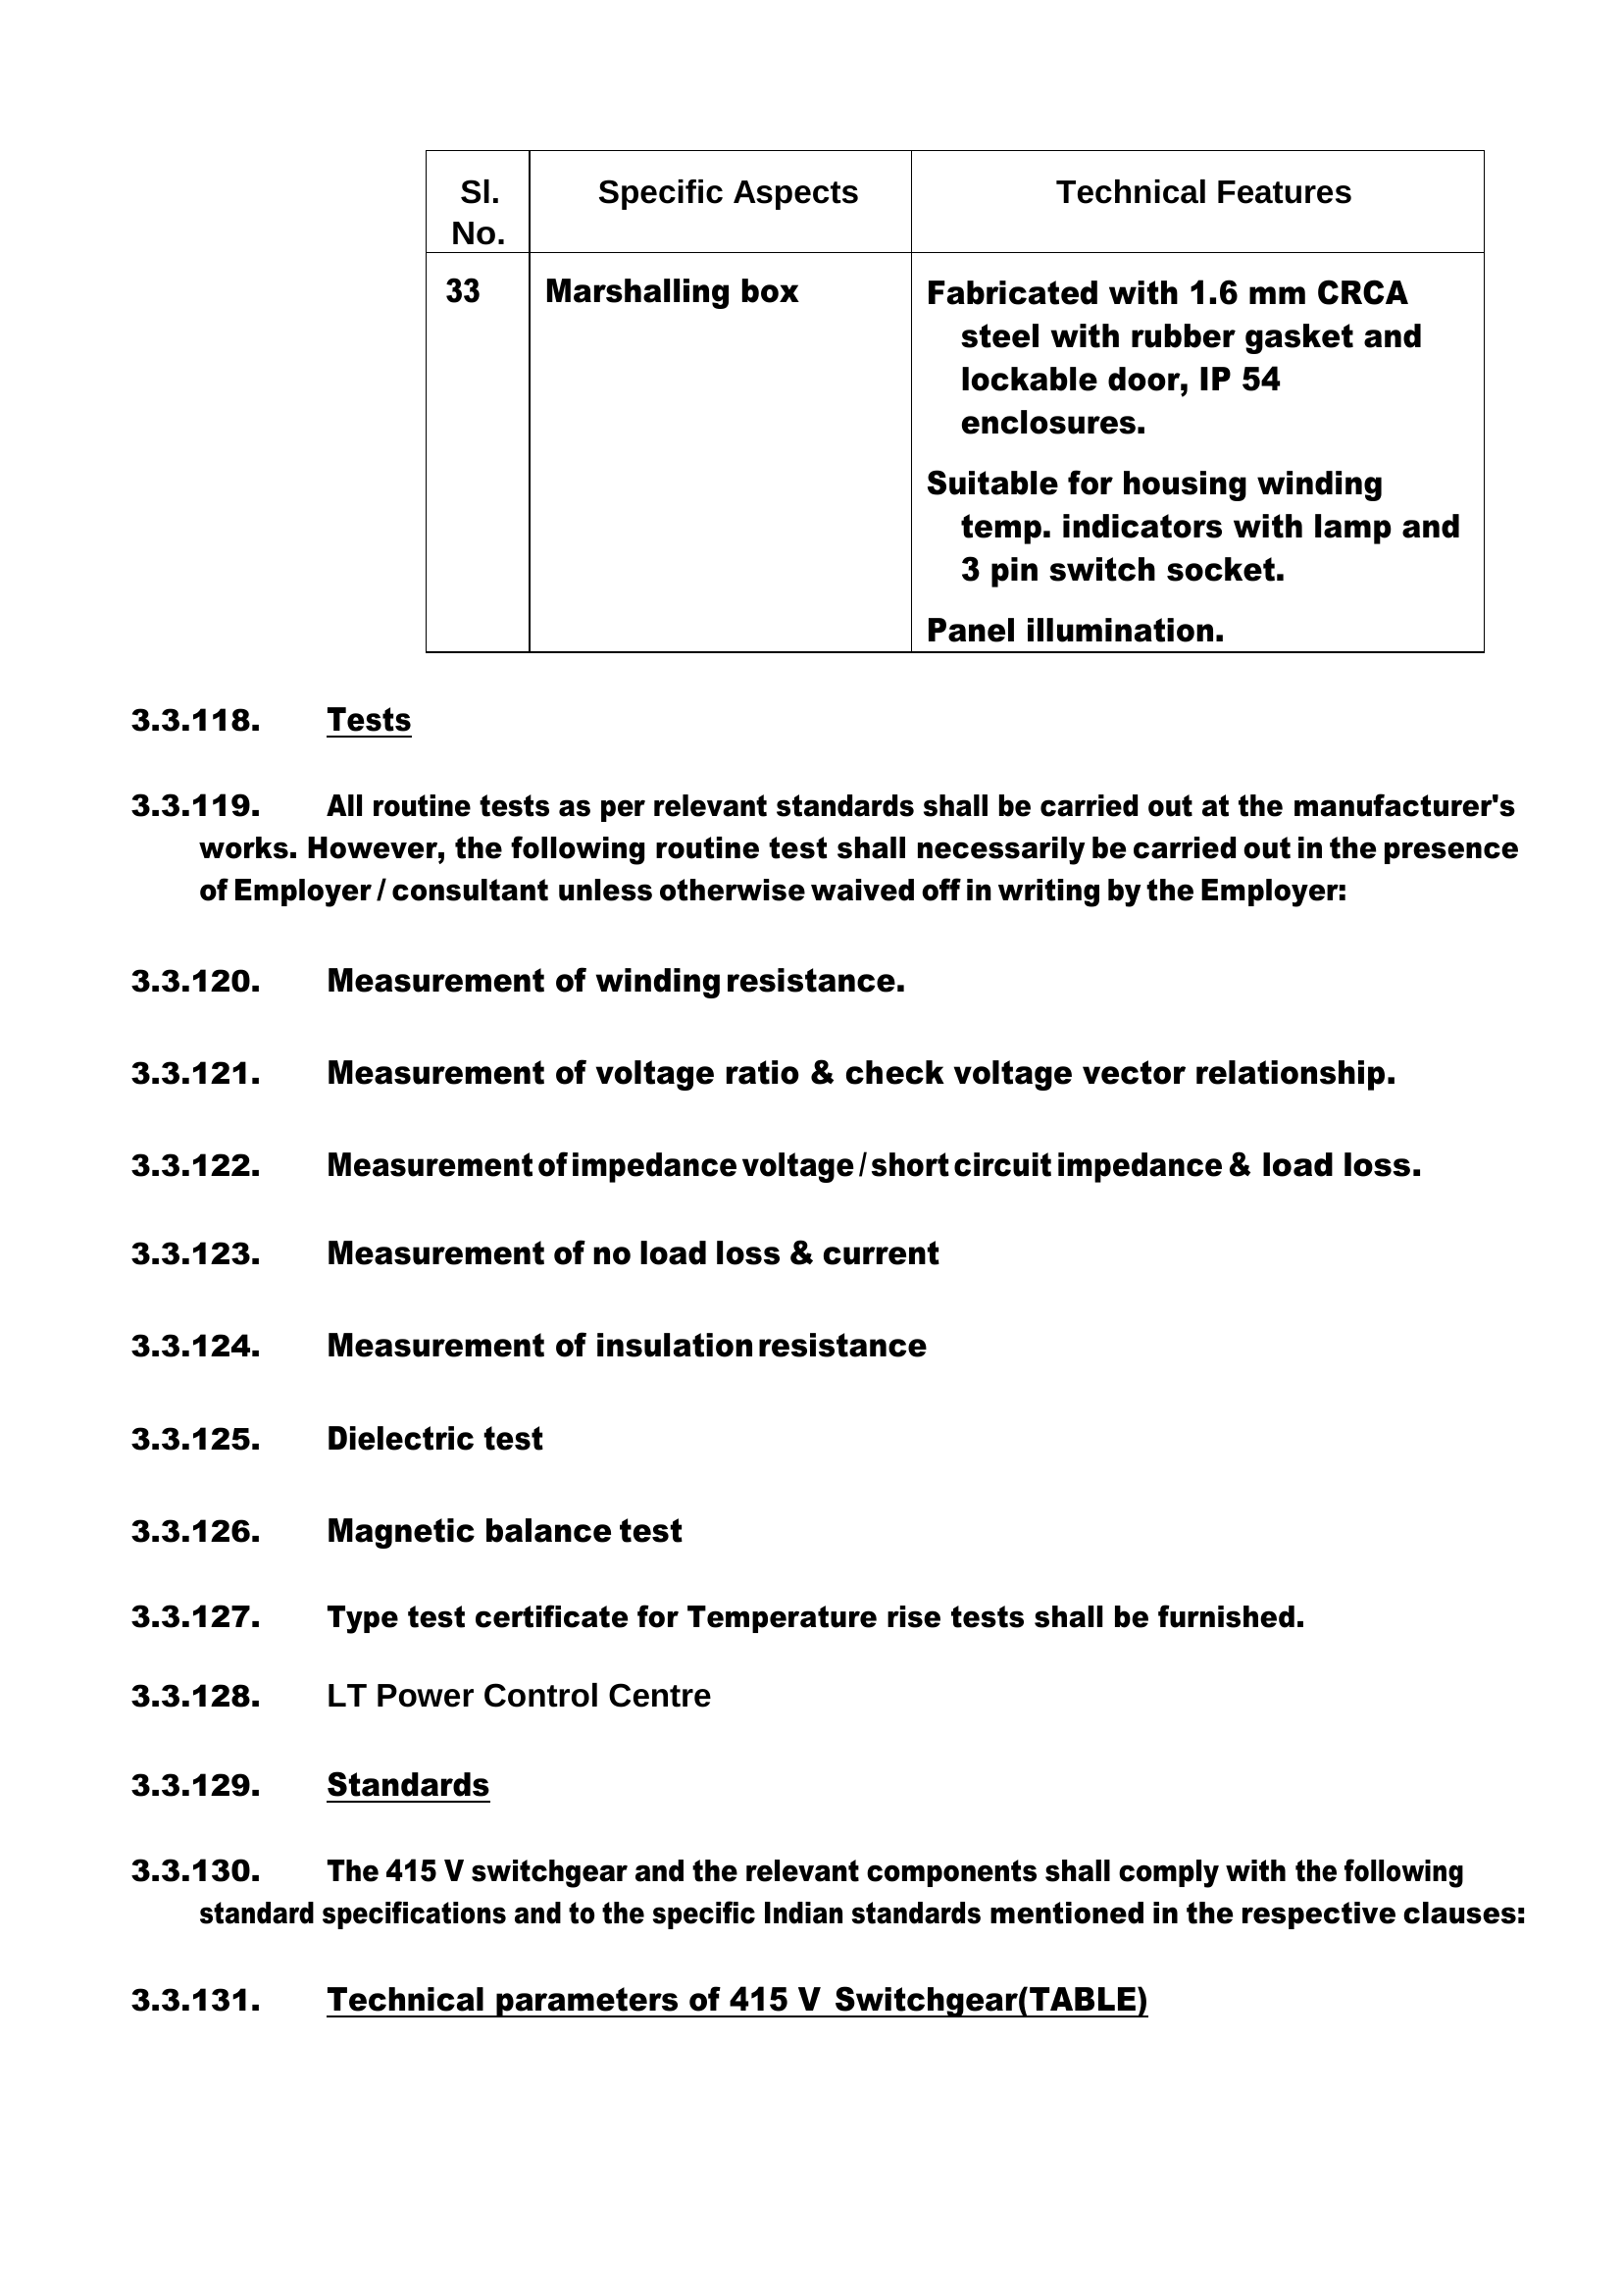 Sl. No.
Specific Aspects
Technical Features
33
Marshalling box
Fabricated with 1.6 mm CRCA
steel with rubber gasket and
lockable door, IP 54
enclosures.
Suitable for housing winding
temp. indicators with lamp and
3 pin switch socket.
Panel illumination.
3.3.118. Tests
3.3.119. All routine tests as per relevant standards shall be carried out at the manufacturer's
works. However, the following routine test shall necessarily be carried out in the presence
of Employer / consultant unless otherwise waived off in writing by the Employer:
3.3.120. Measurement of winding resistance.
3.3.121. Measurement of voltage ratio & check voltage vector relationship.
3.3.122. Measurement of impedance voltage / short circuit impedance & load loss.
3.3.123. Measurement of no load loss & current
3.3.124. Measurement of insulation resistance
3.3.125. Dielectric test
3.3.126. Magnetic balance test
3.3.127. Type test certificate for Temperature rise tests shall be furnished.
3.3.128. LT Power Control Centre
3.3.129. Standards
3.3.130. The 415 V switchgear and the relevant components shall comply with the following
standard specifications and to the specific Indian standards mentioned in the respective clauses:
3.3.131. Technical parameters of 415 V Switchgear(TABLE)